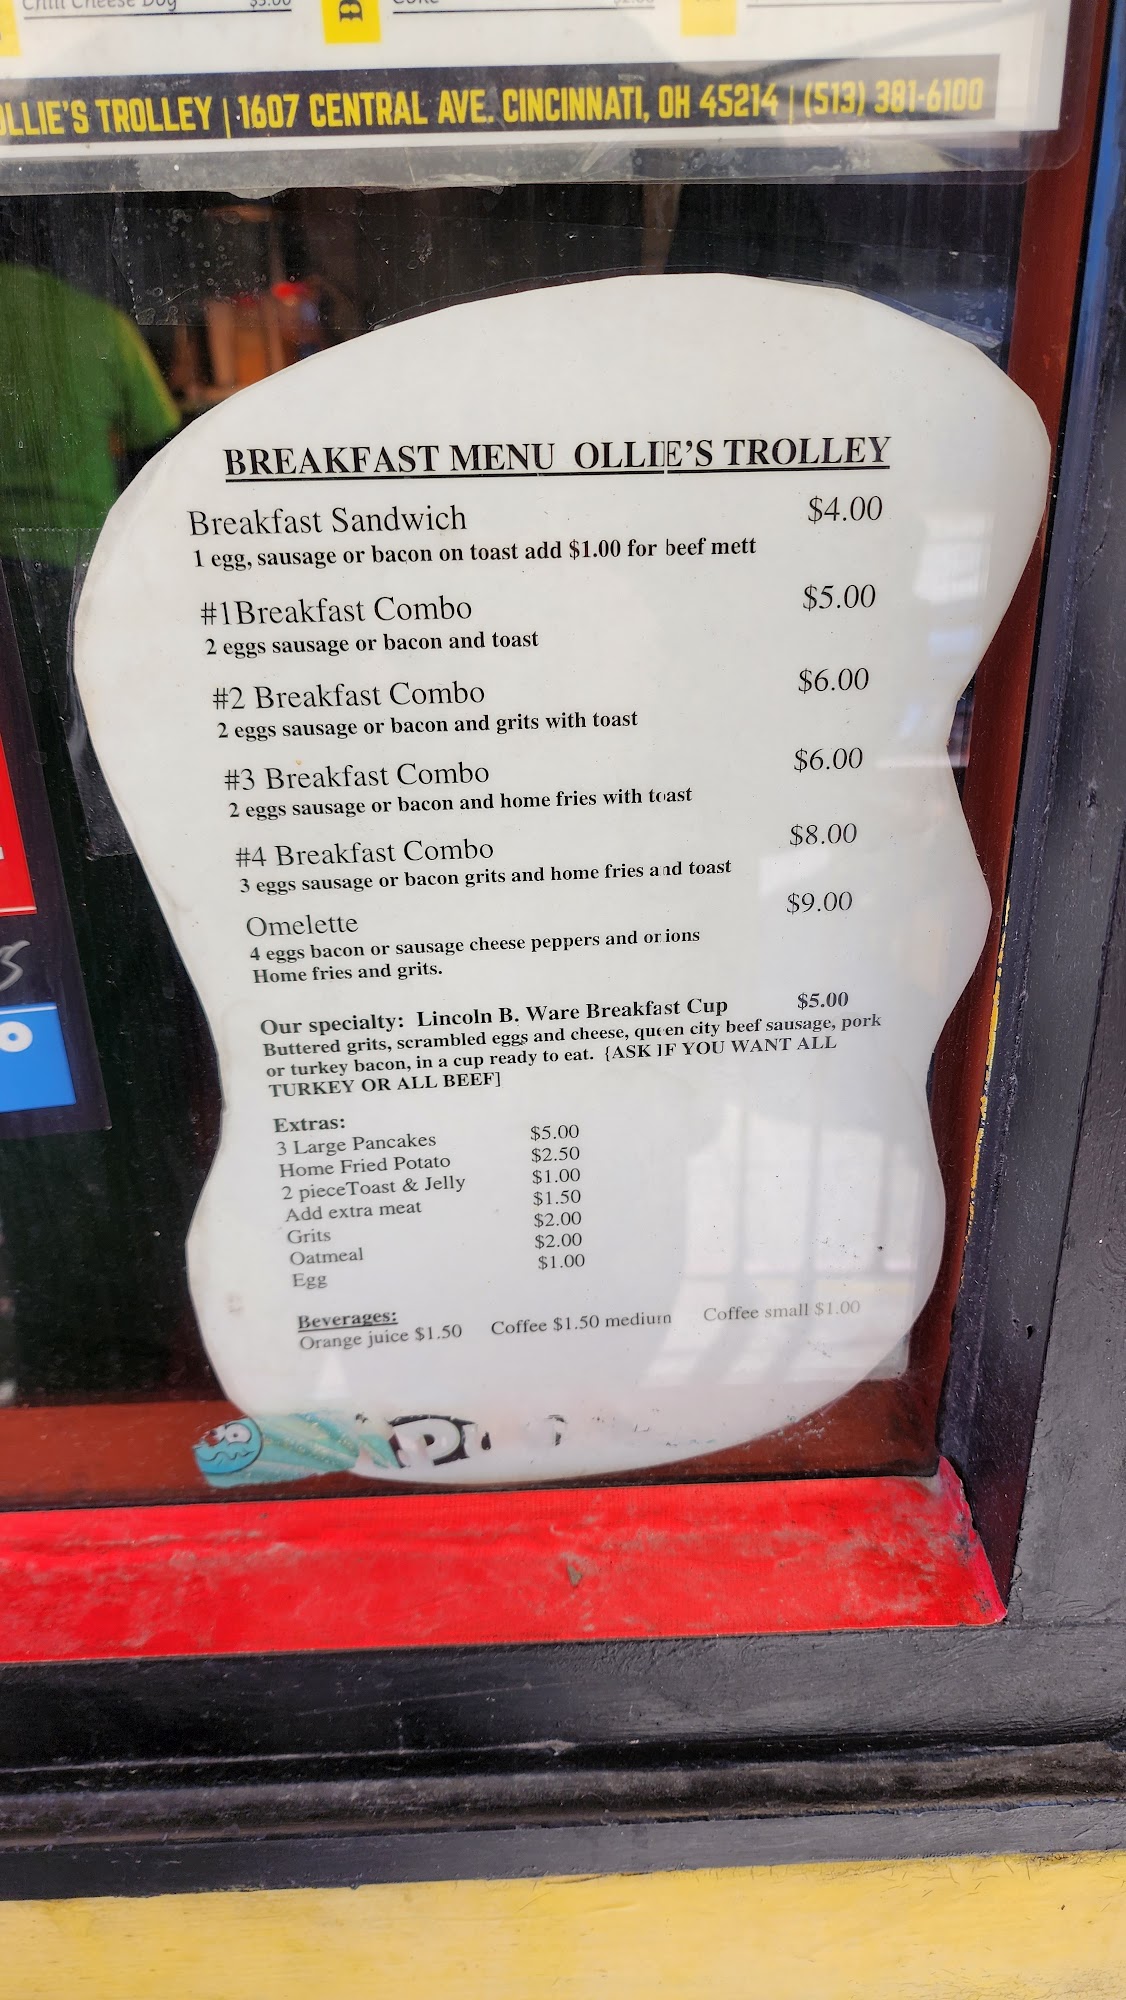 Chili Cheese Dog $5.00 Coke
OLLIE'S TROLLEY | 1607 CENTRAL AVE. CINCINNATI, OH 45214 | (513) 381-6100
BREAKFAST MENU OLLIE'S TROLLEY
Breakfast Sandwich $4.00
1 egg, sausage or bacon on toast add $1.00 for beef mett
#1Breakfast Combo $5.00
2 eggs sausage or bacon and toast
#2 Breakfast Combo $6.00
2 eggs sausage or bacon and grits with toast
#3 Breakfast Combo $6.00
2 eggs sausage or bacon and home fries with toast
#4 Breakfast Combo $8.00
3 eggs sausage or bacon grits and home fries and toast
Omelette $9.00
4 eggs bacon or sausage cheese peppers and onions
Home fries and grits.
Our specialty: Lincoln B. Ware Breakfast Cup $5.00
Buttered grits, scrambled eggs and cheese, queen city beef sausage, pork
or turkey bacon, in a cup ready to eat. {ASK IF YOU WANT ALL
TURKEY OR ALL BEEF]
Extras:
3 Large Pancakes $5.00
Home Fried Potato $2.50
2 pieceToast & Jelly $1.00
Add extra meat $1.50
Grits $2.00
Oatmeal $2.00
Egg $1.00
Beverages:
Orange juice $1.50 Coffee $1.50 medium Coffee small $1.00